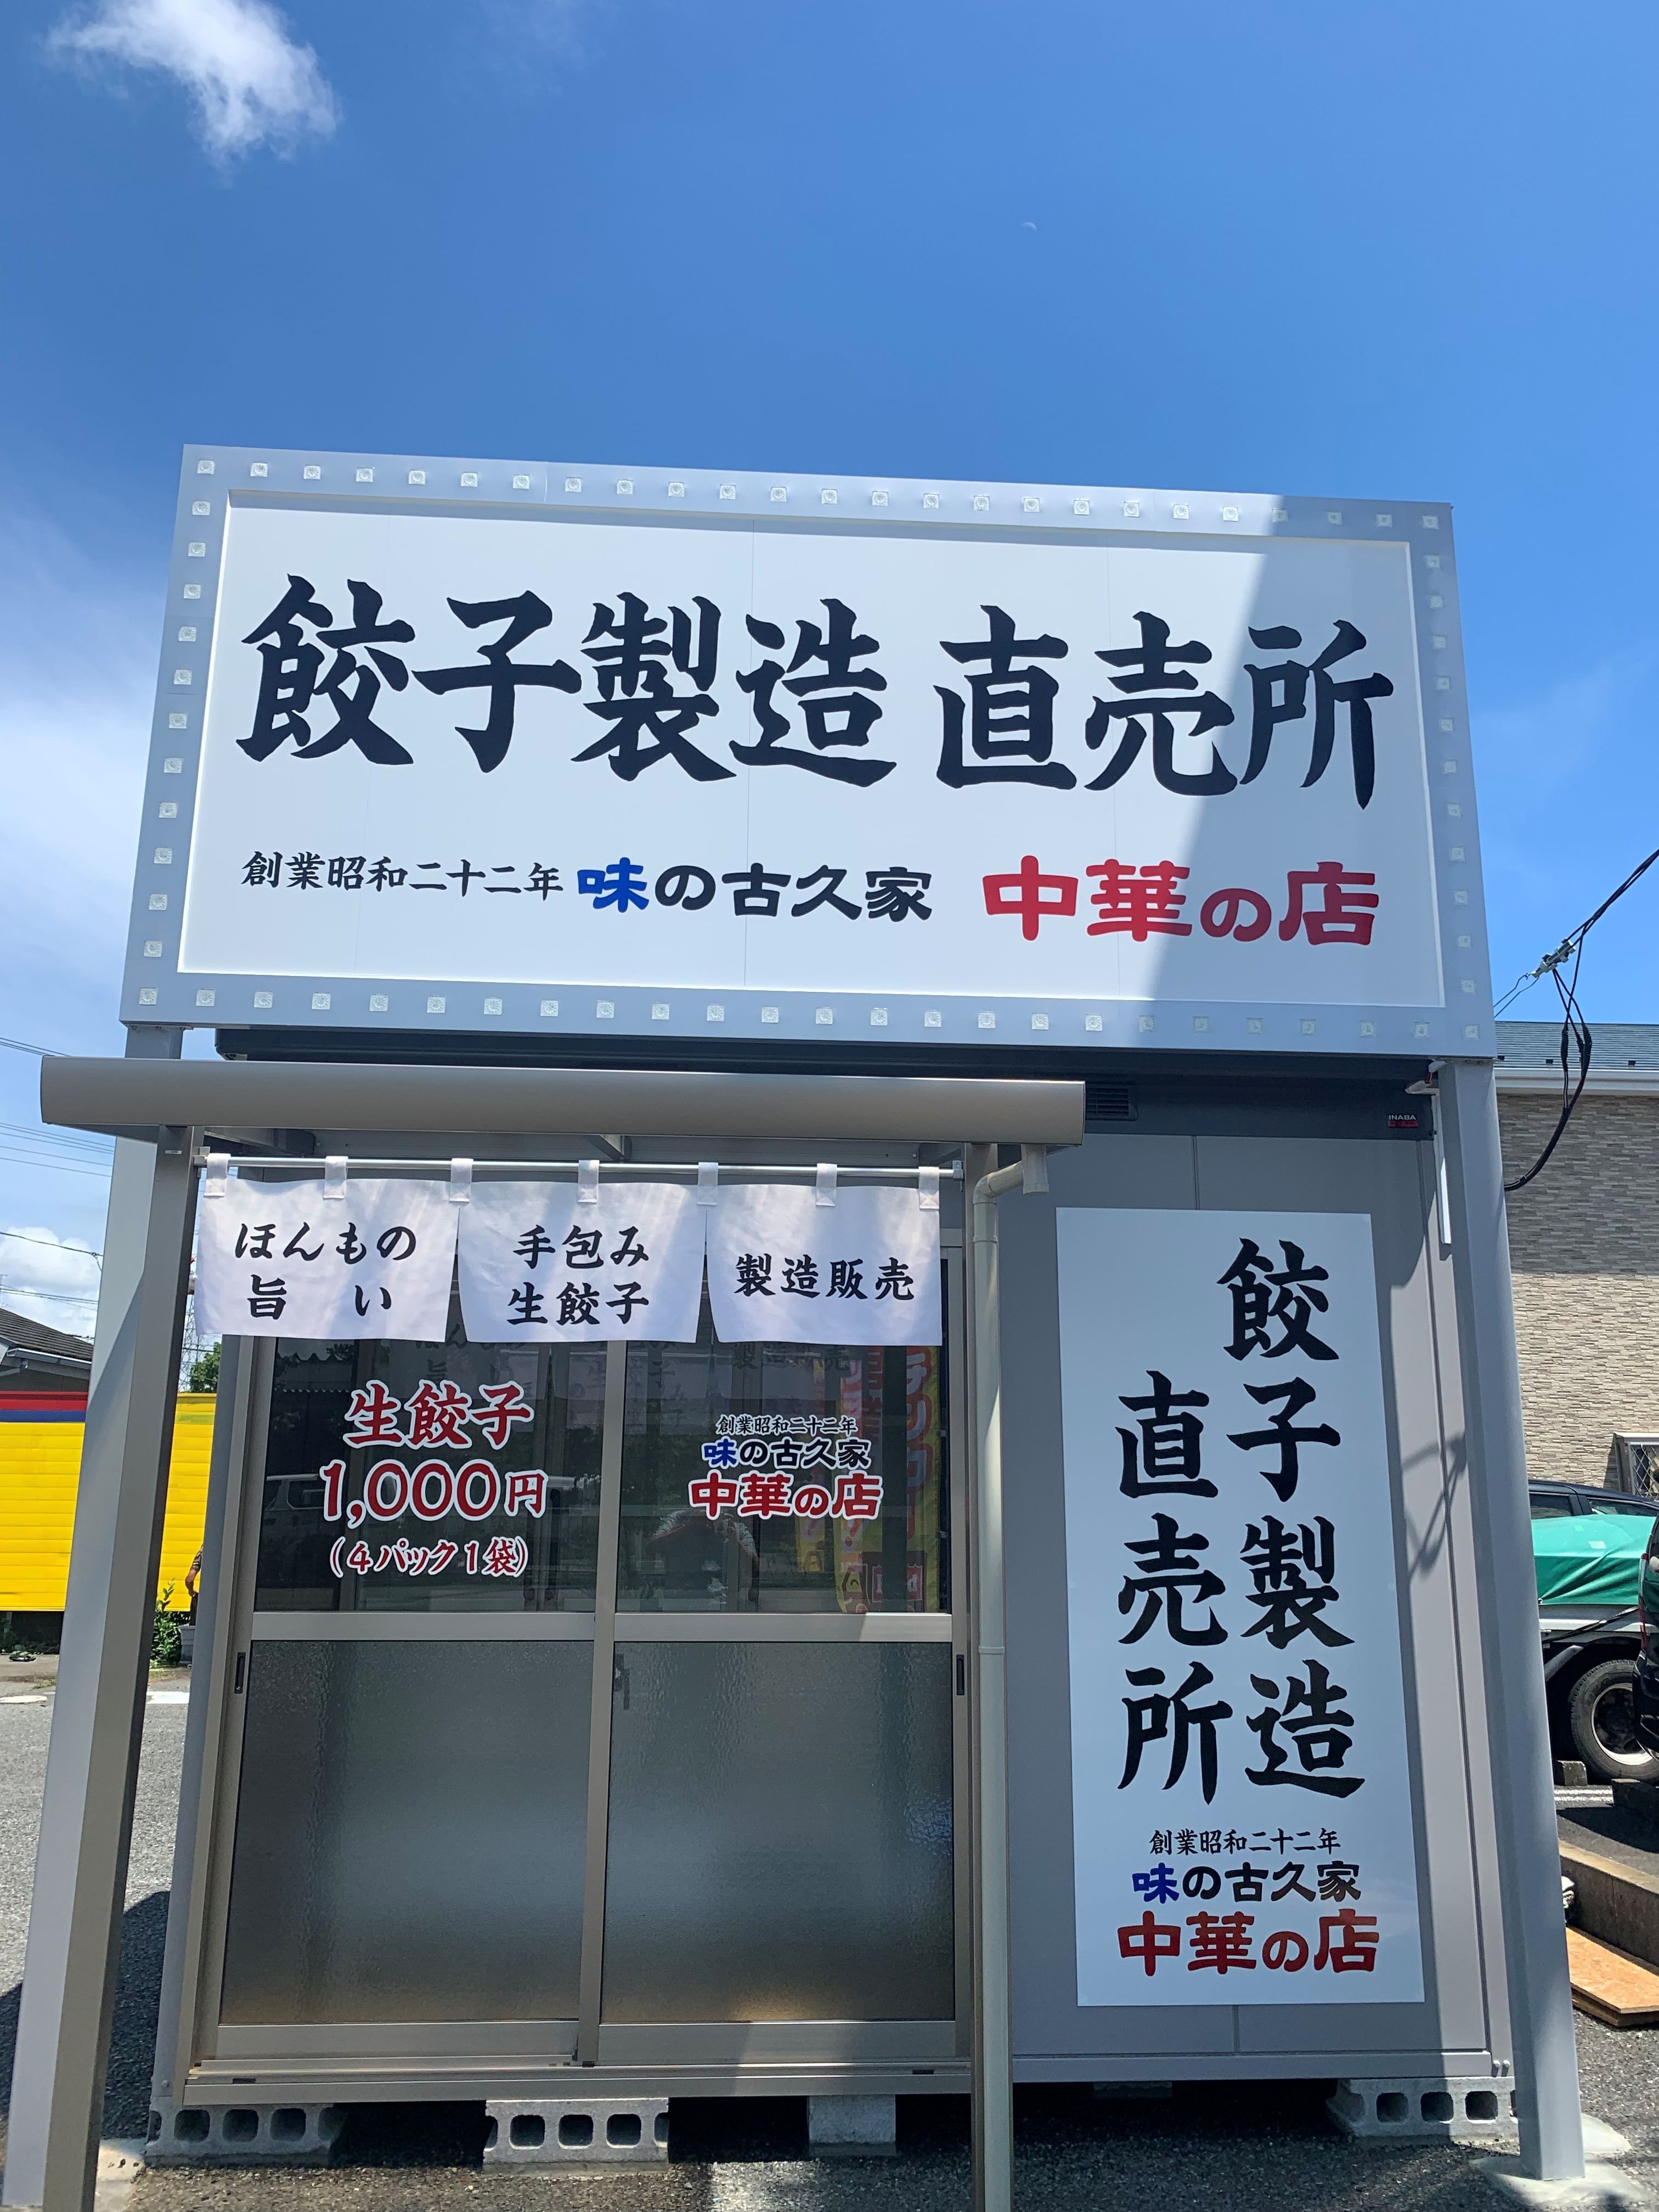 餃子製造 直売所
創業昭和二十二年 味の古久家 中華の店
INABA
ほんもの
旨い
手包み
生餃子
製造販売
生餃子
1,000円
(4パック1袋)
創業昭和二十二年
味の古久家
中華の店
餃子製造
直売所
創業昭和二十二年
味の古久家
中華の店